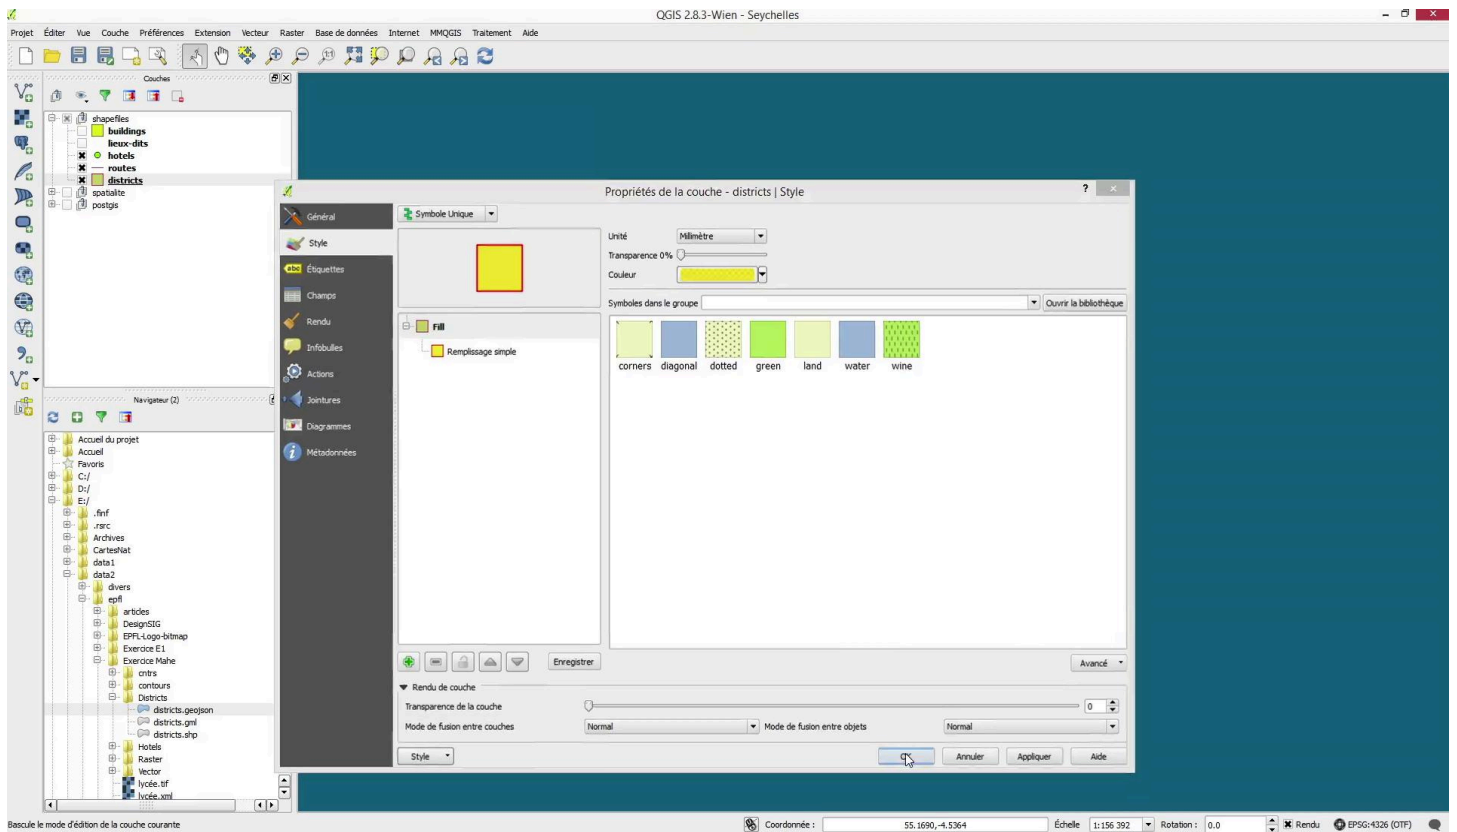 QGIS 2.8.3-Wien - Seychelles
Projet Éditer Vue Couche Préférences Extension Vecteur Raster Base de données Internet MMQGIS Traitement Aide
Couches
shapefiles
buildings
lieux-dits
hotels
routes
districts
spatialite
postgis
Navigateur (2)
Accueil du projet
Accueil
Favoris
C:/
D:/
E:/
.finf
.rsrc
Archives
CartesNat
data1
data2
divers
epfl
articles
DesignSIG
EPFL-Logo-bitmap
Exercice E1
Exercice Mahe
cntrs
contours
Districts
districts.geojson
districts.gml
districts.shp
Hotels
Raster
Vector
lycée.tif
lycée.xml
Propriétés de la couche - districts | Style
?
Général
Style
abc Étiquettes
Champs
Rendu
Infobulles
Actions
Jointures
Diagrammes
Métadonnées
Symbole Unique
Fill
Remplissage simple
Enregistrer
Unité Millimètre
Transparence 0%
Couleur
Symboles dans le groupe Ouvrir la bibliothèque
corners diagonal dotted green land water wine
Avancé
Rendu de couche
Transparence de la couche 0
Mode de fusion entre couches Normal Mode de fusion entre objets Normal
Style OK Annuler Appliquer Aide
Bascule le mode d'édition de la couche courante
Coordonnée : 55.1690,-4.5364 Échelle 1:156 392 Rotation : 0.0 Rendu EPSG:4326 (OTF)